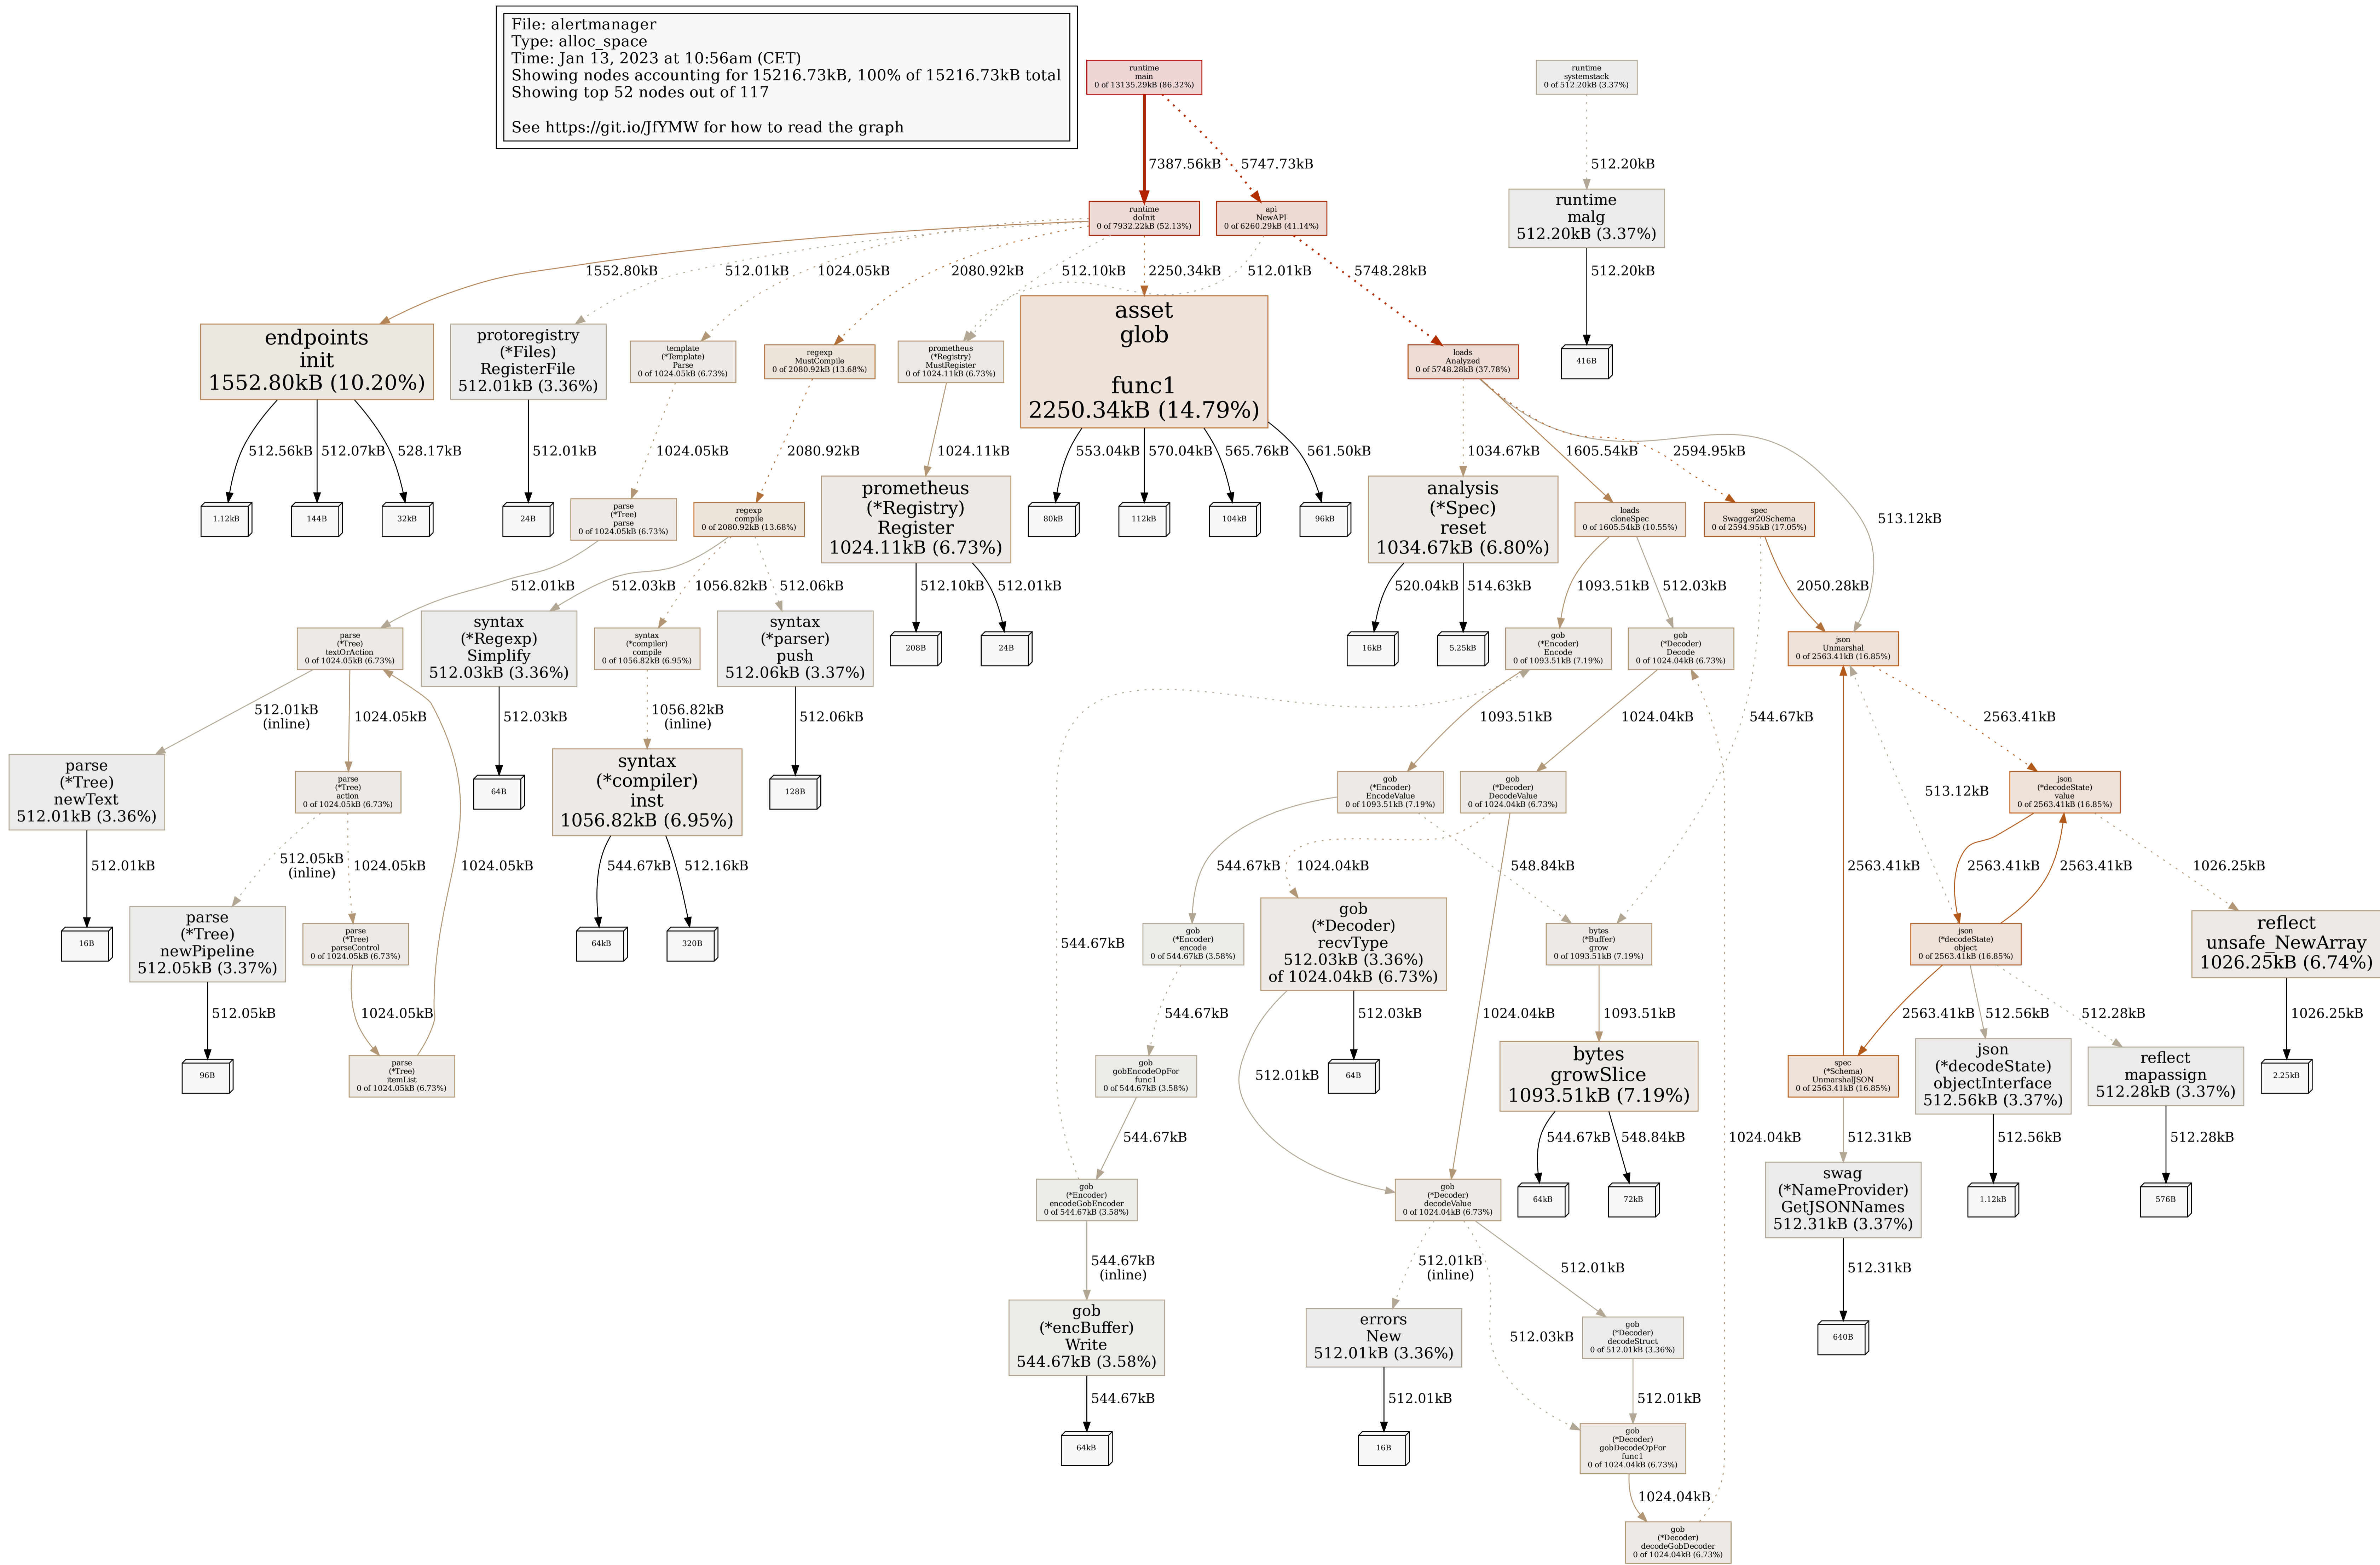 File: alertmanager
Type: alloc_space
Time: Jan 13, 2023 at 10:56am (CET)
Showing nodes accounting for 15216.73kB, 100% of 15216.73kB total
Showing top 52 nodes out of 117
See https://git.io/JfYMW for how to read the graph
runtime
main
0 of 13135.29kB (86.32%)
runtime
systemstack
0 of 512.20kB (3.37%)
7387.56kB
5747.73kB
512.20kB
runtime
doInit
0 of 7932.22kB (52.13%)
api
NewAPI
0 of 6260.29kB (41.14%)
runtime
malg
512.20kB (3.37%)
1552.80kB
512.01kB
1024.05kB
2080.92kB
512.10kB
2250.34kB
512.01kB
5748.28kB
512.20kB
endpoints
init
1552.80kB (10.20%)
protoregistry
(*Files)
RegisterFile
512.01kB (3.36%)
template
(*Template)
Parse
0 of 1024.05kB (6.73%)
regexp
MustCompile
0 of 2080.92kB (13.68%)
prometheus
(*Registry)
MustRegister
0 of 1024.11kB (6.73%)
asset
glob
func1
2250.34kB (14.79%)
loads
Analyzed
0 of 5748.28kB (37.78%)
416B
512.56kB
512.07kB
528.17kB
512.01kB
1024.05kB
2080.92kB
1024.11kB
553.04kB
570.04kB
565.76kB
561.50kB
1034.67kB
1605.54kB
2594.95kB
513.12kB
1.12kB
144B
32kB
24B
parse
(*Tree)
parse
0 of 1024.05kB (6.73%)
regexp
compile
0 of 2080.92kB (13.68%)
prometheus
(*Registry)
Register
1024.11kB (6.73%)
80kB
112kB
104kB
96kB
analysis
(*Spec)
reset
1034.67kB (6.80%)
loads
cloneSpec
0 of 1605.54kB (10.55%)
spec
Swagger20Schema
0 of 2594.95kB (17.05%)
512.01kB
512.03kB
1056.82kB
512.06kB
512.10kB
512.01kB
520.04kB
514.63kB
1093.51kB
512.03kB
2050.28kB
parse
(*Tree)
textOrAction
0 of 1024.05kB (6.73%)
syntax
(*Regexp)
Simplify
512.03kB (3.36%)
syntax
(*compiler)
compile
0 of 1056.82kB (6.95%)
syntax
(*parser)
push
512.06kB (3.37%)
208B
24B
16kB
5.25kB
gob
(*Encoder)
Encode
0 of 1093.51kB (7.19%)
gob
(*Decoder)
Decode
0 of 1024.04kB (6.73%)
json
Unmarshal
0 of 2563.41kB (16.85%)
512.01kB
(inline)
1024.05kB
512.03kB
1056.82kB
(inline)
512.06kB
1093.51kB
1024.04kB
544.67kB
2563.41kB
parse
(*Tree)
newText
512.01kB (3.36%)
parse
(*Tree)
action
0 of 1024.05kB (6.73%)
64B
syntax
(*compiler)
inst
1056.82kB (6.95%)
128B
gob
(*Encoder)
EncodeValue
0 of 1093.51kB (7.19%)
gob
(*Decoder)
DecodeValue
0 of 1024.04kB (6.73%)
513.12kB
json
(*decodeState)
value
0 of 2563.41kB (16.85%)
512.01kB
512.05kB
(inline)
1024.05kB
1024.05kB
544.67kB
512.16kB
544.67kB
1024.04kB
548.84kB
2563.41kB
2563.41kB
2563.41kB
1026.25kB
16B
parse
(*Tree)
newPipeline
512.05kB (3.37%)
parse
(*Tree)
parseControl
0 of 1024.05kB (6.73%)
64kB
320B
544.67kB
gob
(*Encoder)
encode
0 of 544.67kB (3.58%)
gob
(*Decoder)
recvType
512.03kB (3.36%)
of 1024.04kB (6.73%)
bytes
(*Buffer)
grow
0 of 1093.51kB (7.19%)
json
(*decodeState)
object
0 of 2563.41kB (16.85%)
reflect
unsafe_NewArray
1026.25kB (6.74%)
512.05kB
1024.05kB
544.67kB
512.03kB
1024.04kB
1093.51kB
2563.41kB
512.56kB
512.28kB
1026.25kB
96B
parse
(*Tree)
itemList
0 of 1024.05kB (6.73%)
gob
gobEncodeOpFor
func1
0 of 544.67kB (3.58%)
512.01kB
64B
bytes
growSlice
1093.51kB (7.19%)
spec
(*Schema)
UnmarshalJSON
0 of 2563.41kB (16.85%)
json
(*decodeState)
objectInterface
512.56kB (3.37%)
reflect
mapassign
512.28kB (3.37%)
2.25kB
544.67kB
544.67kB
548.84kB
1024.04kB
512.31kB
512.56kB
512.28kB
gob
(*Encoder)
encodeGobEncoder
0 of 544.67kB (3.58%)
gob
(*Decoder)
decodeValue
0 of 1024.04kB (6.73%)
64kB
72kB
swag
(*NameProvider)
GetJSONNames
512.31kB (3.37%)
1.12kB
576B
544.67kB
(inline)
512.01kB
(inline)
512.01kB
512.31kB
gob
(*encBuffer)
Write
544.67kB (3.58%)
errors
New
512.01kB (3.36%)
512.03kB
gob
(*Decoder)
decodeStruct
0 of 512.01kB (3.36%)
640B
544.67kB
512.01kB
512.01kB
64kB
16B
gob
(*Decoder)
gobDecodeOpFor
func1
0 of 1024.04kB (6.73%)
1024.04kB
gob
(*Decoder)
decodeGobDecoder
0 of 1024.04kB (6.73%)